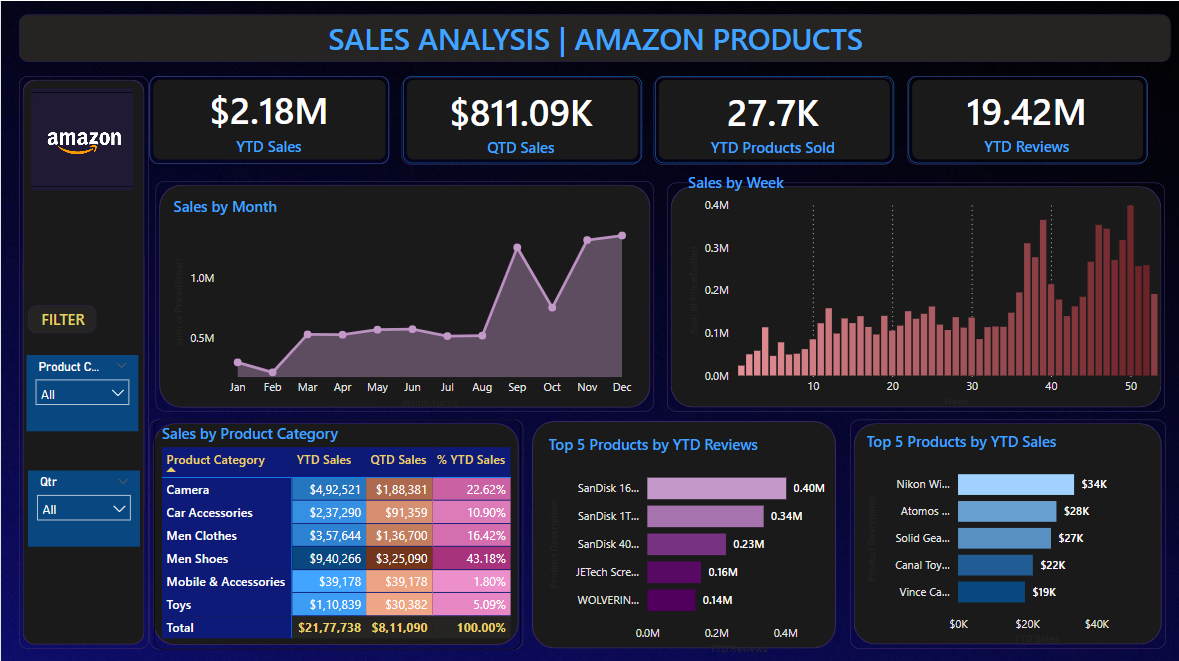 SALES ANALYSIS | AMAZON PRODUCTS
amazon
$2.18M
YTD Sales
$811.09K
QTD Sales
27.7K
YTD Products Sold
19.42M
YTD Reviews
FILTER
Product C...
All
Qtr
All
Sales by Month
1.0M
0.5M
Jan Feb Mar Apr May Jun Jul Aug Sep Oct Nov Dec
Sales by Week
0.4M
0.3M
0.2M
0.1M
0.0M
10 20 30 40 50
Week
Sales by Product Category
Product Category YTD Sales QTD Sales % YTD Sales
Camera $4,92,521 $1,88,381 22.62%
Car Accessories $2,37,290 $91,359 10.90%
Men Clothes $3,57,644 $1,36,700 16.42%
Men Shoes $9,40,266 $3,25,090 43.18%
Mobile & Accessories $39,178 $39,178 1.80%
Toys $1,10,839 $30,382 5.09%
Total $21,77,738 $8,11,090 100.00%
Top 5 Products by YTD Reviews
Product Description
SanDisk 16... 0.40M
SanDisk 1T... 0.34M
SanDisk 40... 0.23M
JETech Scre... 0.16M
WOLVERIN... 0.14M
0.0M 0.2M 0.4M
YTD Reviews
Top 5 Products by YTD Sales
Product Description
Nikon Wi... $34K
Atomos ... $28K
Solid Gea... $27K
Canal Toy... $22K
Vince Ca... $19K
$0K $20K $40K
YTD Sales